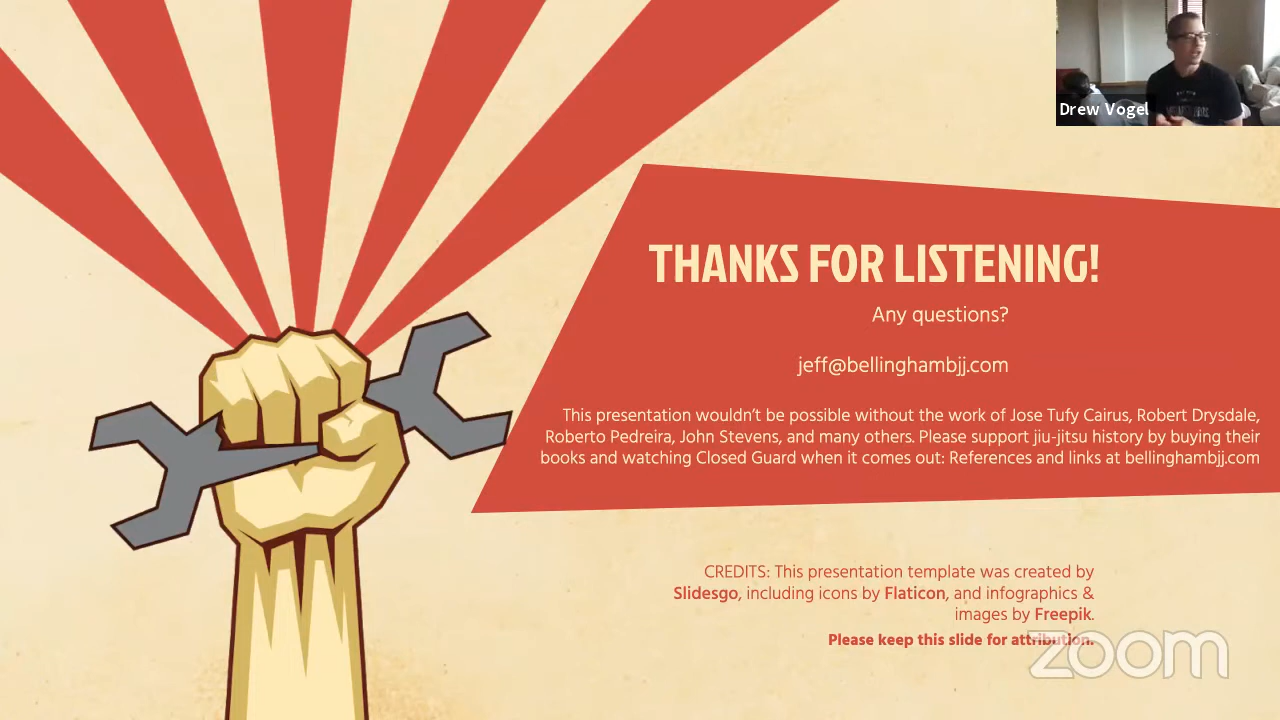 Drew Vogel
THANKS FOR LISTENING!
Any questions?
jeff@bellinghambjj.com
This presentation wouldn't be possible without the work of Jose Tufy Cairus, Robert Drysdale,
Roberto Pedreira, John Stevens, and many others. Please support jiu-jitsu history by buying their
books and watching Closed Guard when it comes out: References and links at bellinghambjj.com
CREDITS: This presentation template was created by
Slidesgo, including icons by Flaticon, and infographics &
images by Freepik.
Please keep this slide for attribution.
zoom